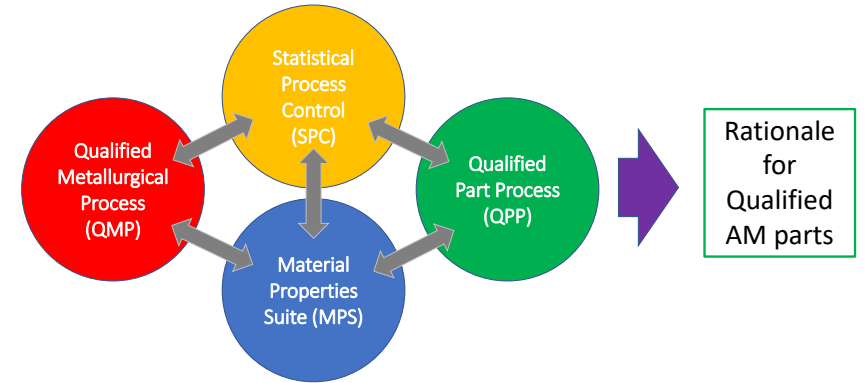 Statistical
Process
Control
(SPC)
Qualified
Metallurgical
Process
(QMP)
Qualified
Part Process
(QPP)
Material
Properties
Suite (MPS)
Rationale
for
Qualified
AM parts